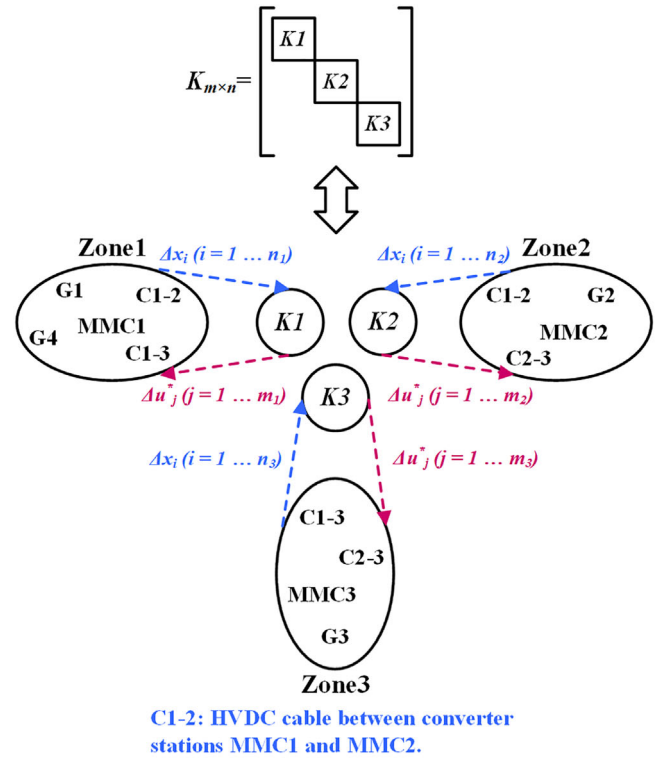 K1
Km×n=
K2
K3
Zone1
Δxi (i = 1 ... n1)
Δxi (i = 1 ... n2)
Zone2
G1
C1-2
C1-2
G2
MMC1
K1
K2
MMC2
G4
C1-3
C2-3
Δu*j (j = 1 ... m1)
K3
Δu*j (j = 1 ... m2)
Δxi (i = 1 ... n3)
Δu*j (j = 1 ... m3)
C1-3
C2-3
MMC3
G3
Zone3
C1-2: HVDC cable between converter
stations MMC1 and MMC2.